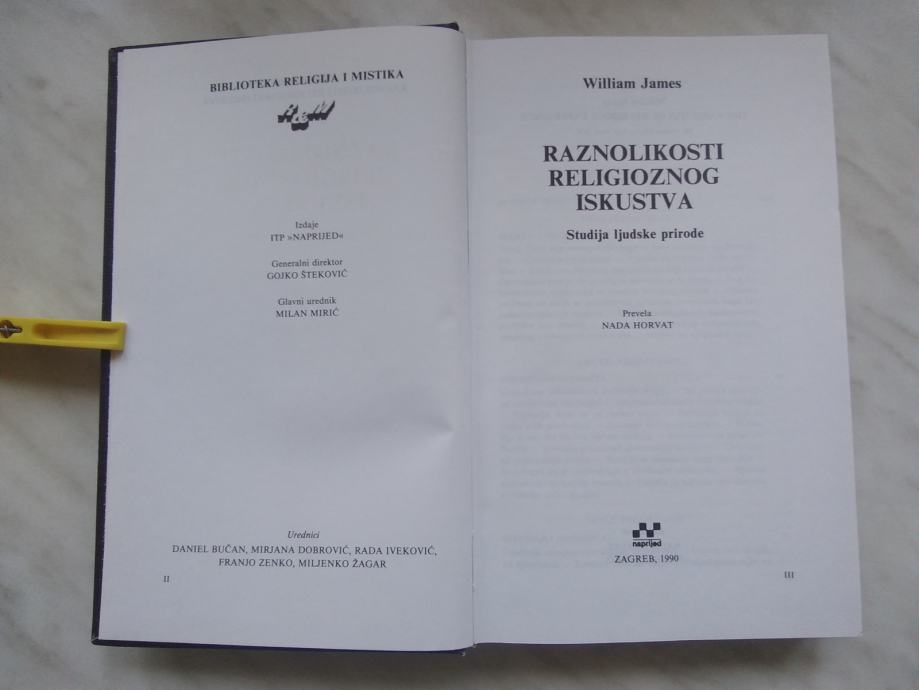 BIBLIOTEKA RELIGIJA I MISTIKA
R&M
Izdaje
ITP »NAPRIJED«
Generalni direktor
GOJKO ŠTEKOVIĆ
Glavni urednik
MILAN MIRIĆ
Urednici
DANIEL BUČAN, MIRJANA DOBROVIĆ, RADA IVEKOVIĆ,
FRANJO ZENKO, MILJENKO ŽAGAR
II
William James
RAZNOLIKOSTI
RELIGIOZNOG
ISKUSTVA
Studija ljudske prirode
Prevela
NADA HORVAT
naprijed
ZAGREB, 1990
III